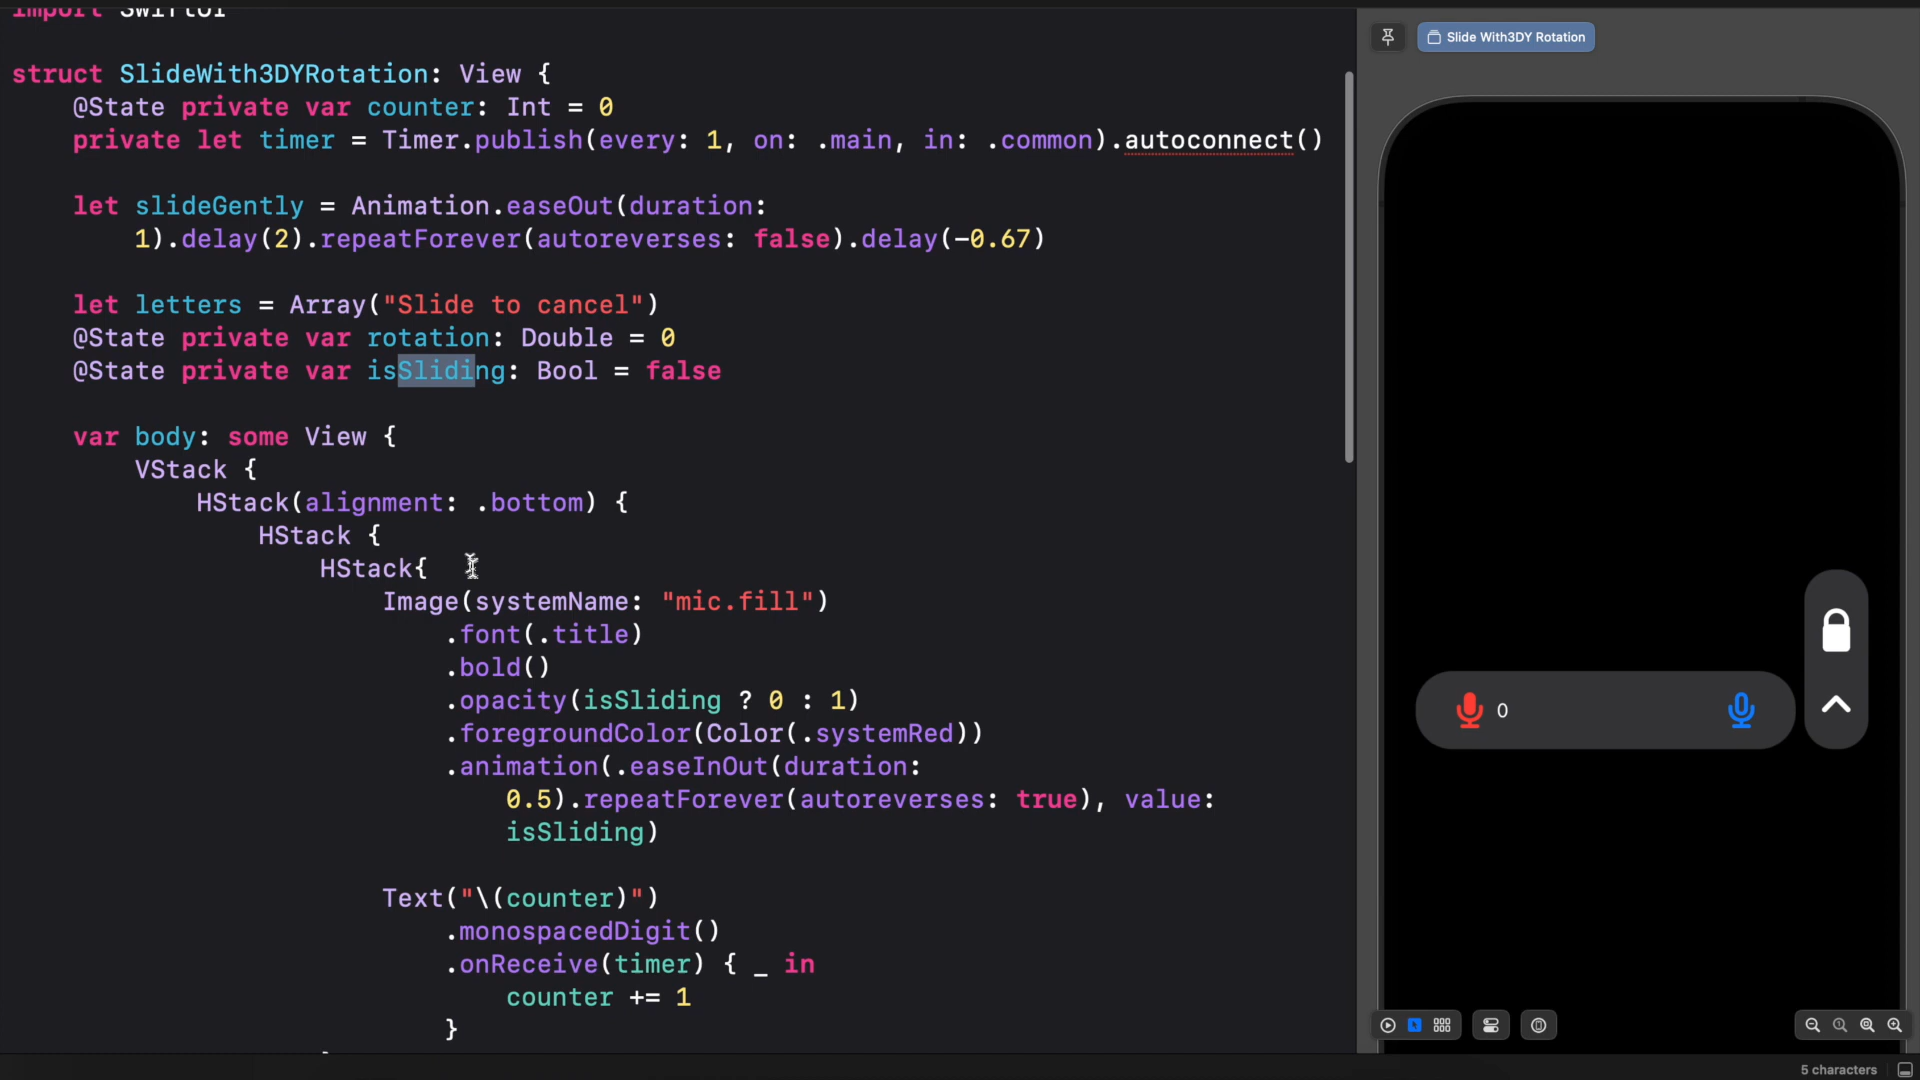 import SwiftUI
struct SlideWith3DYRotation: View {
@State private var counter: Int = 0
private let timer = Timer.publish(every: 1, on: .main, in: .common).autoconnect()
let slideGently = Animation.easeOut(duration:
1).delay(2).repeatForever(autoreverses: false).delay(-0.67)
let letters = Array("Slide to cancel")
@State private var rotation: Double = 0
@State private var isSliding: Bool = false
var body: some View {
VStack {
HStack(alignment: .bottom) {
HStack {
HStack{
Image(systemName: "mic.fill")
.font(.title)
.bold()
.opacity(isSliding ? 0 : 1)
.foregroundColor(Color(.systemRed))
.animation(.easeInOut(duration:
0.5).repeatForever(autoreverses: true), value:
isSliding)
Text("\(counter)")
.monospacedDigit()
.onReceive(timer) { _ in
counter += 1
}
Slide With3DY Rotation
0
5 characters